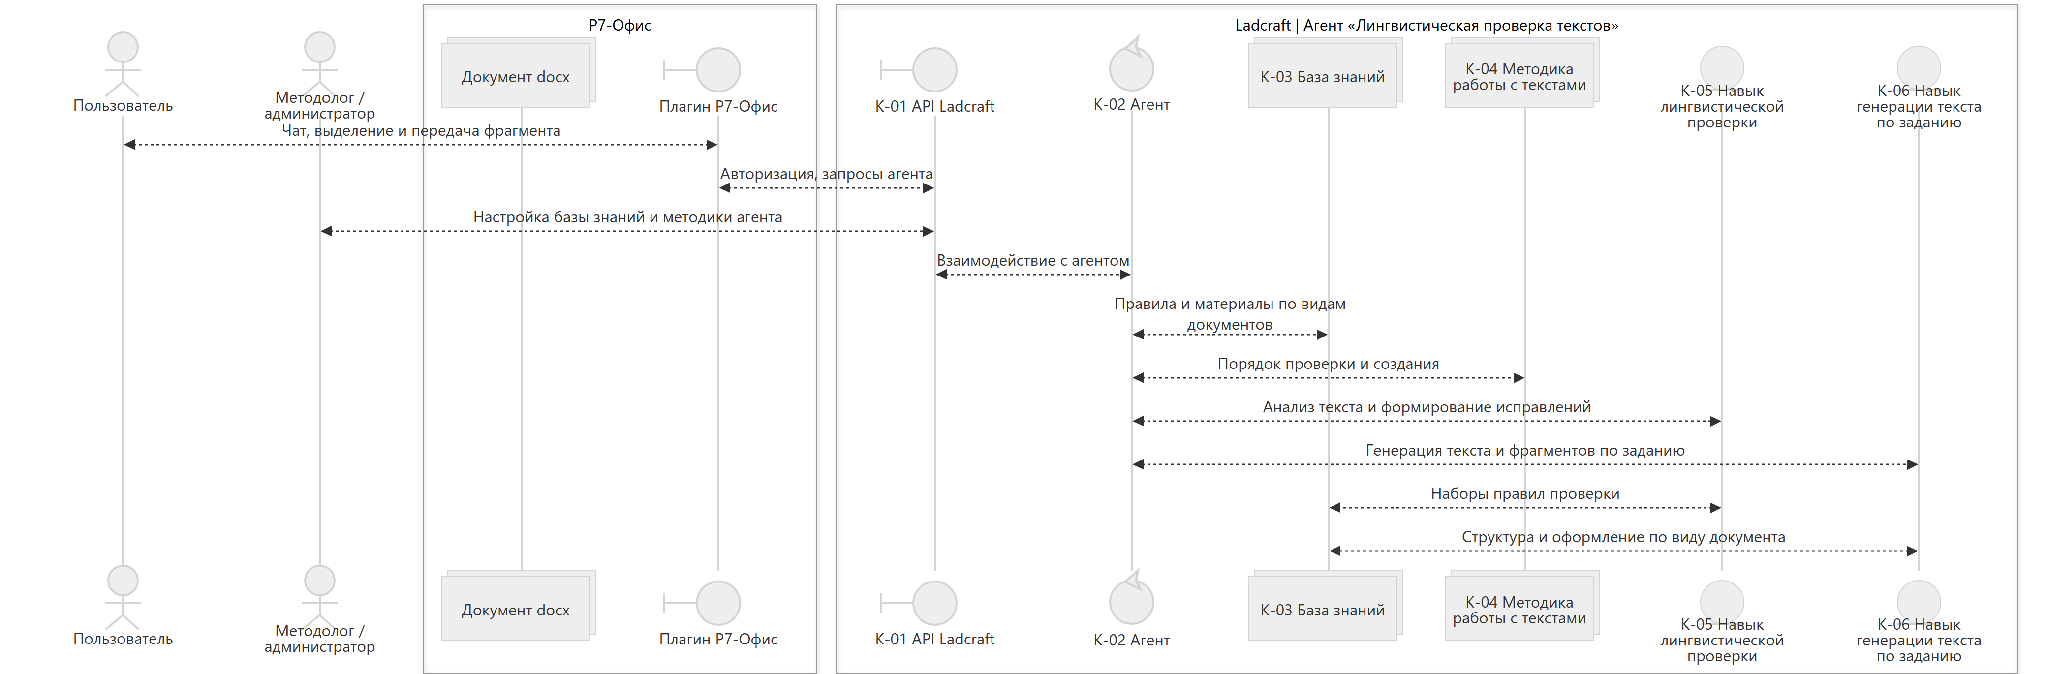 Р7-Офис
Ladcraft | Агент «Лингвистическая проверка текстов»
Пользователь
Методолог /
администратор
Документ docx
Плагин Р7-Офис
К-01 API Ladcraft
К-02 Агент
К-03 База знаний
К-04 Методика
работы с текстами
К-05 Навык
лингвистической
проверки
К-06 Навык
генерации текста
по заданию
Чат, выделение и передача фрагмента
Авторизация, запросы агента
Настройка базы знаний и методики агента
Взаимодействие с агентом
Правила и материалы по видам
документов
Порядок проверки и создания
Анализ текста и формирование исправлений
Генерация текста и фрагментов по заданию
Наборы правил проверки
Структура и оформление по виду документа
Пользователь
Методолог /
администратор
Документ docx
Плагин Р7-Офис
К-01 API Ladcraft
К-02 Агент
К-03 База знаний
К-04 Методика
работы с текстами
К-05 Навык
лингвистической
проверки
К-06 Навык
генерации текста
по заданию